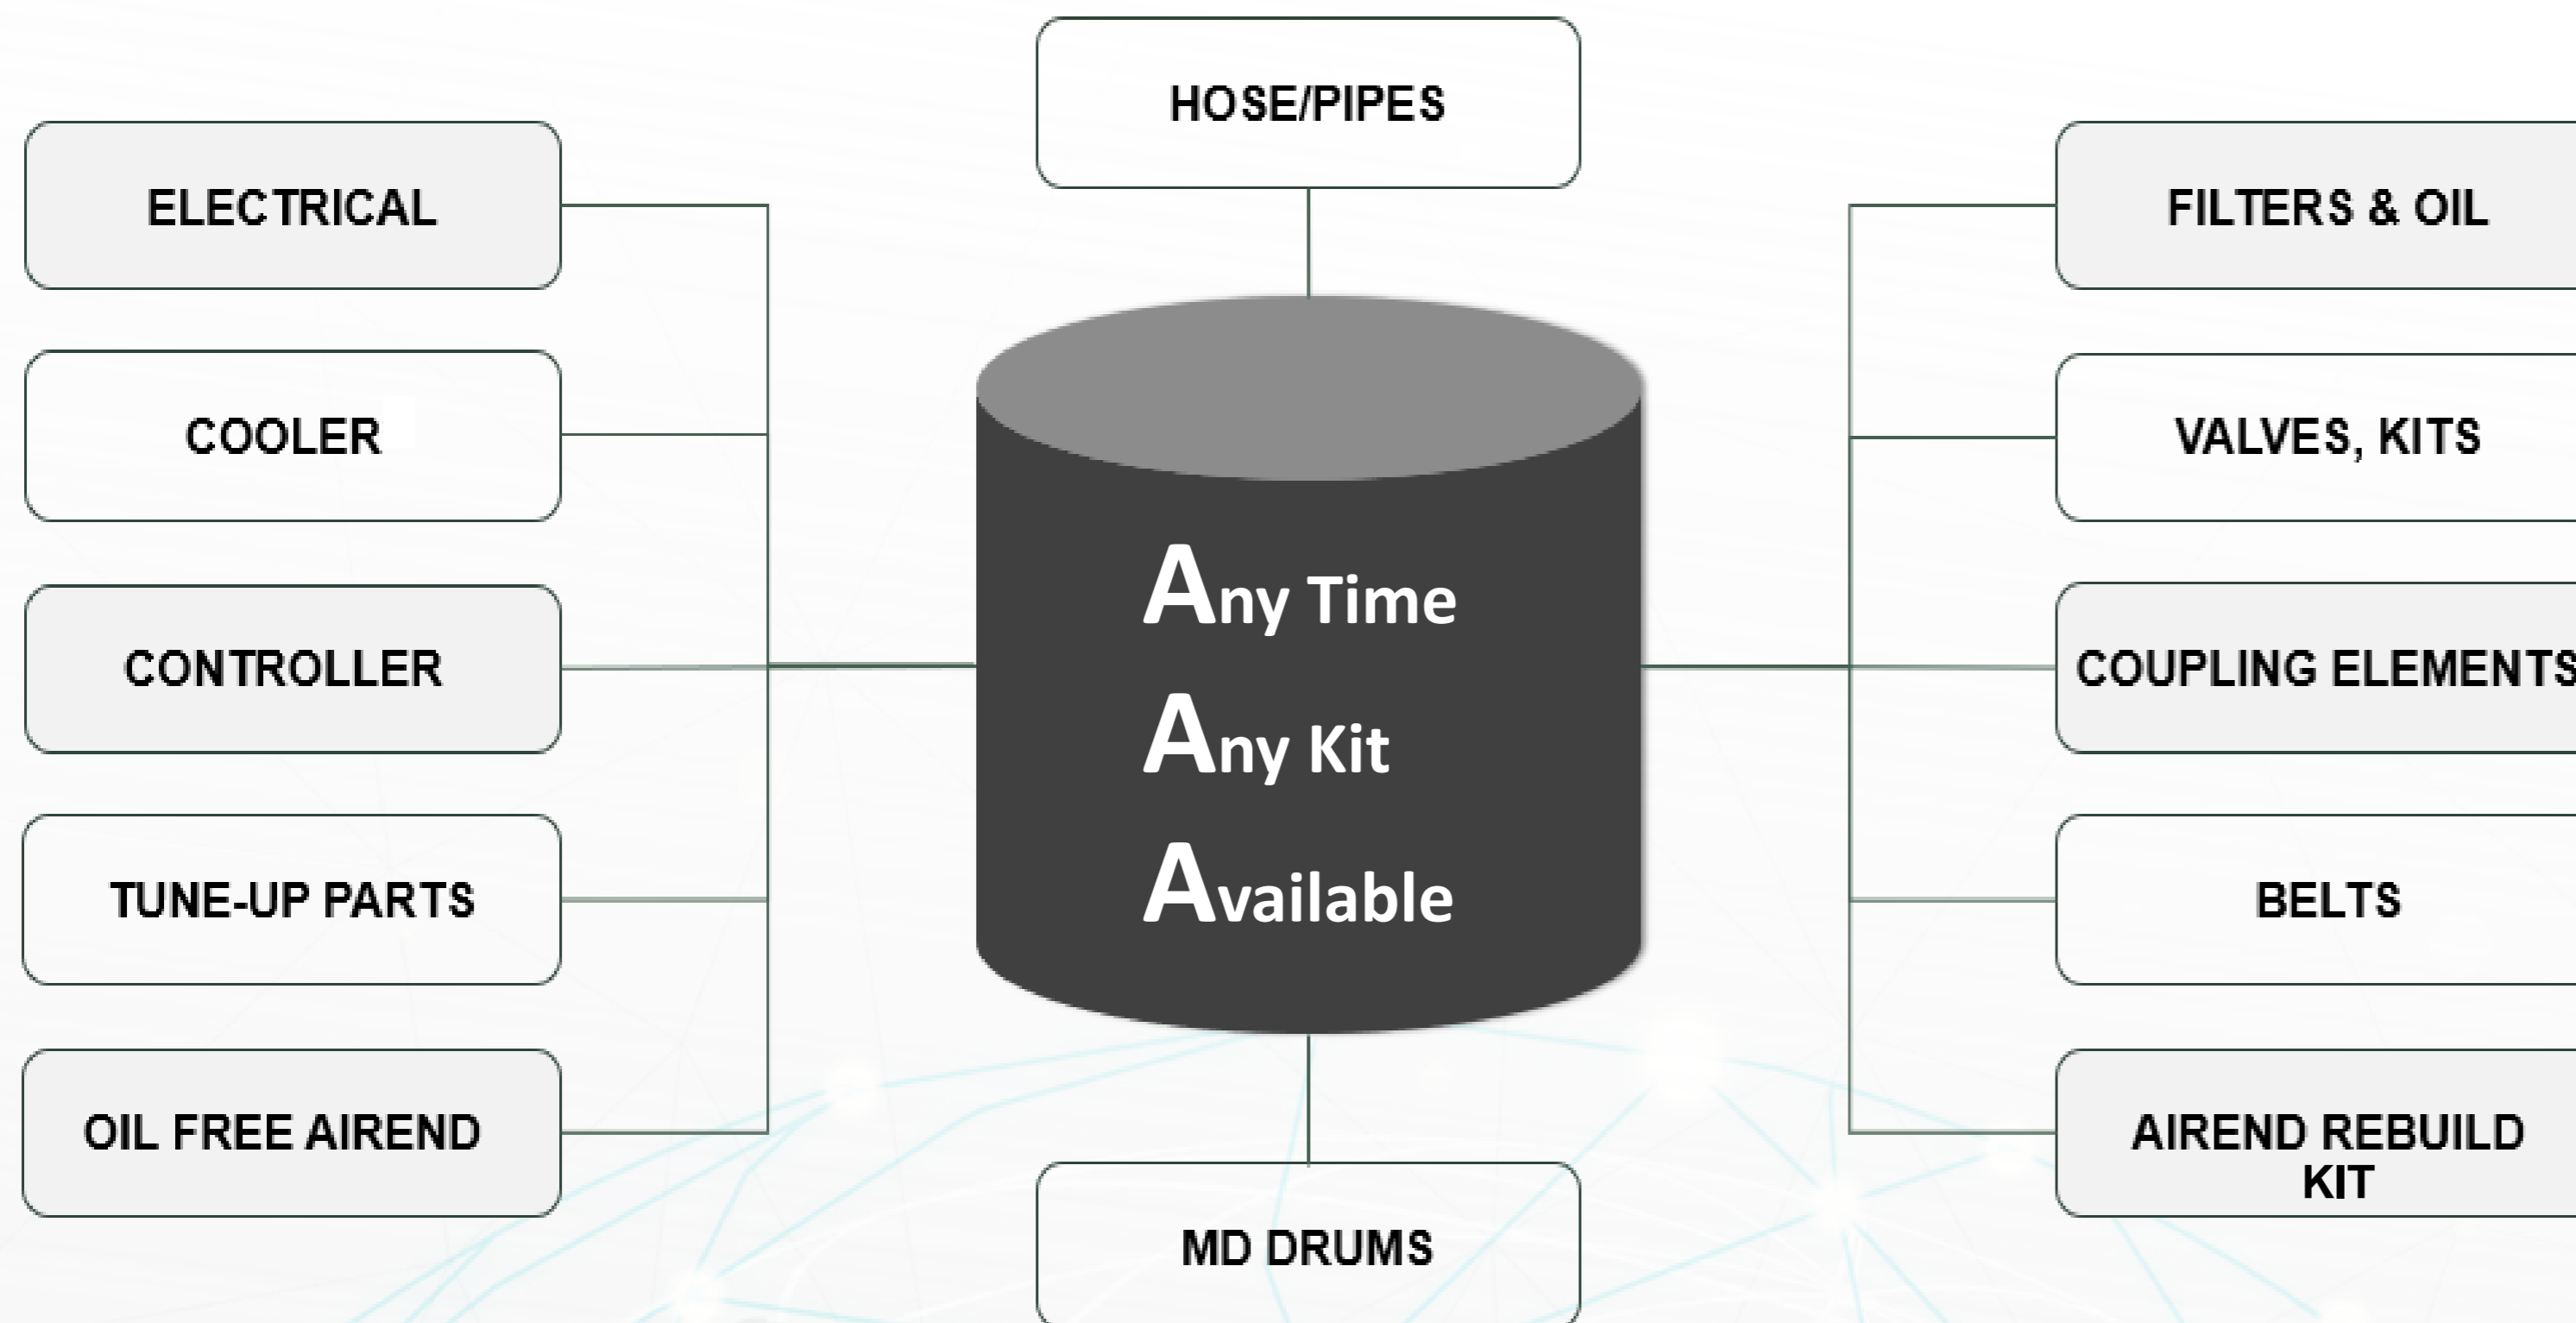 HOSE/PIPES
ELECTRICAL
COOLER
CONTROLLER
TUNE-UP PARTS
OIL FREE AIREND
Any Time
Any Kit
Available
MD DRUMS
FILTERS & OIL
VALVES, KITS
COUPLING ELEMENTS
BELTS
AIREND REBUILD
KIT